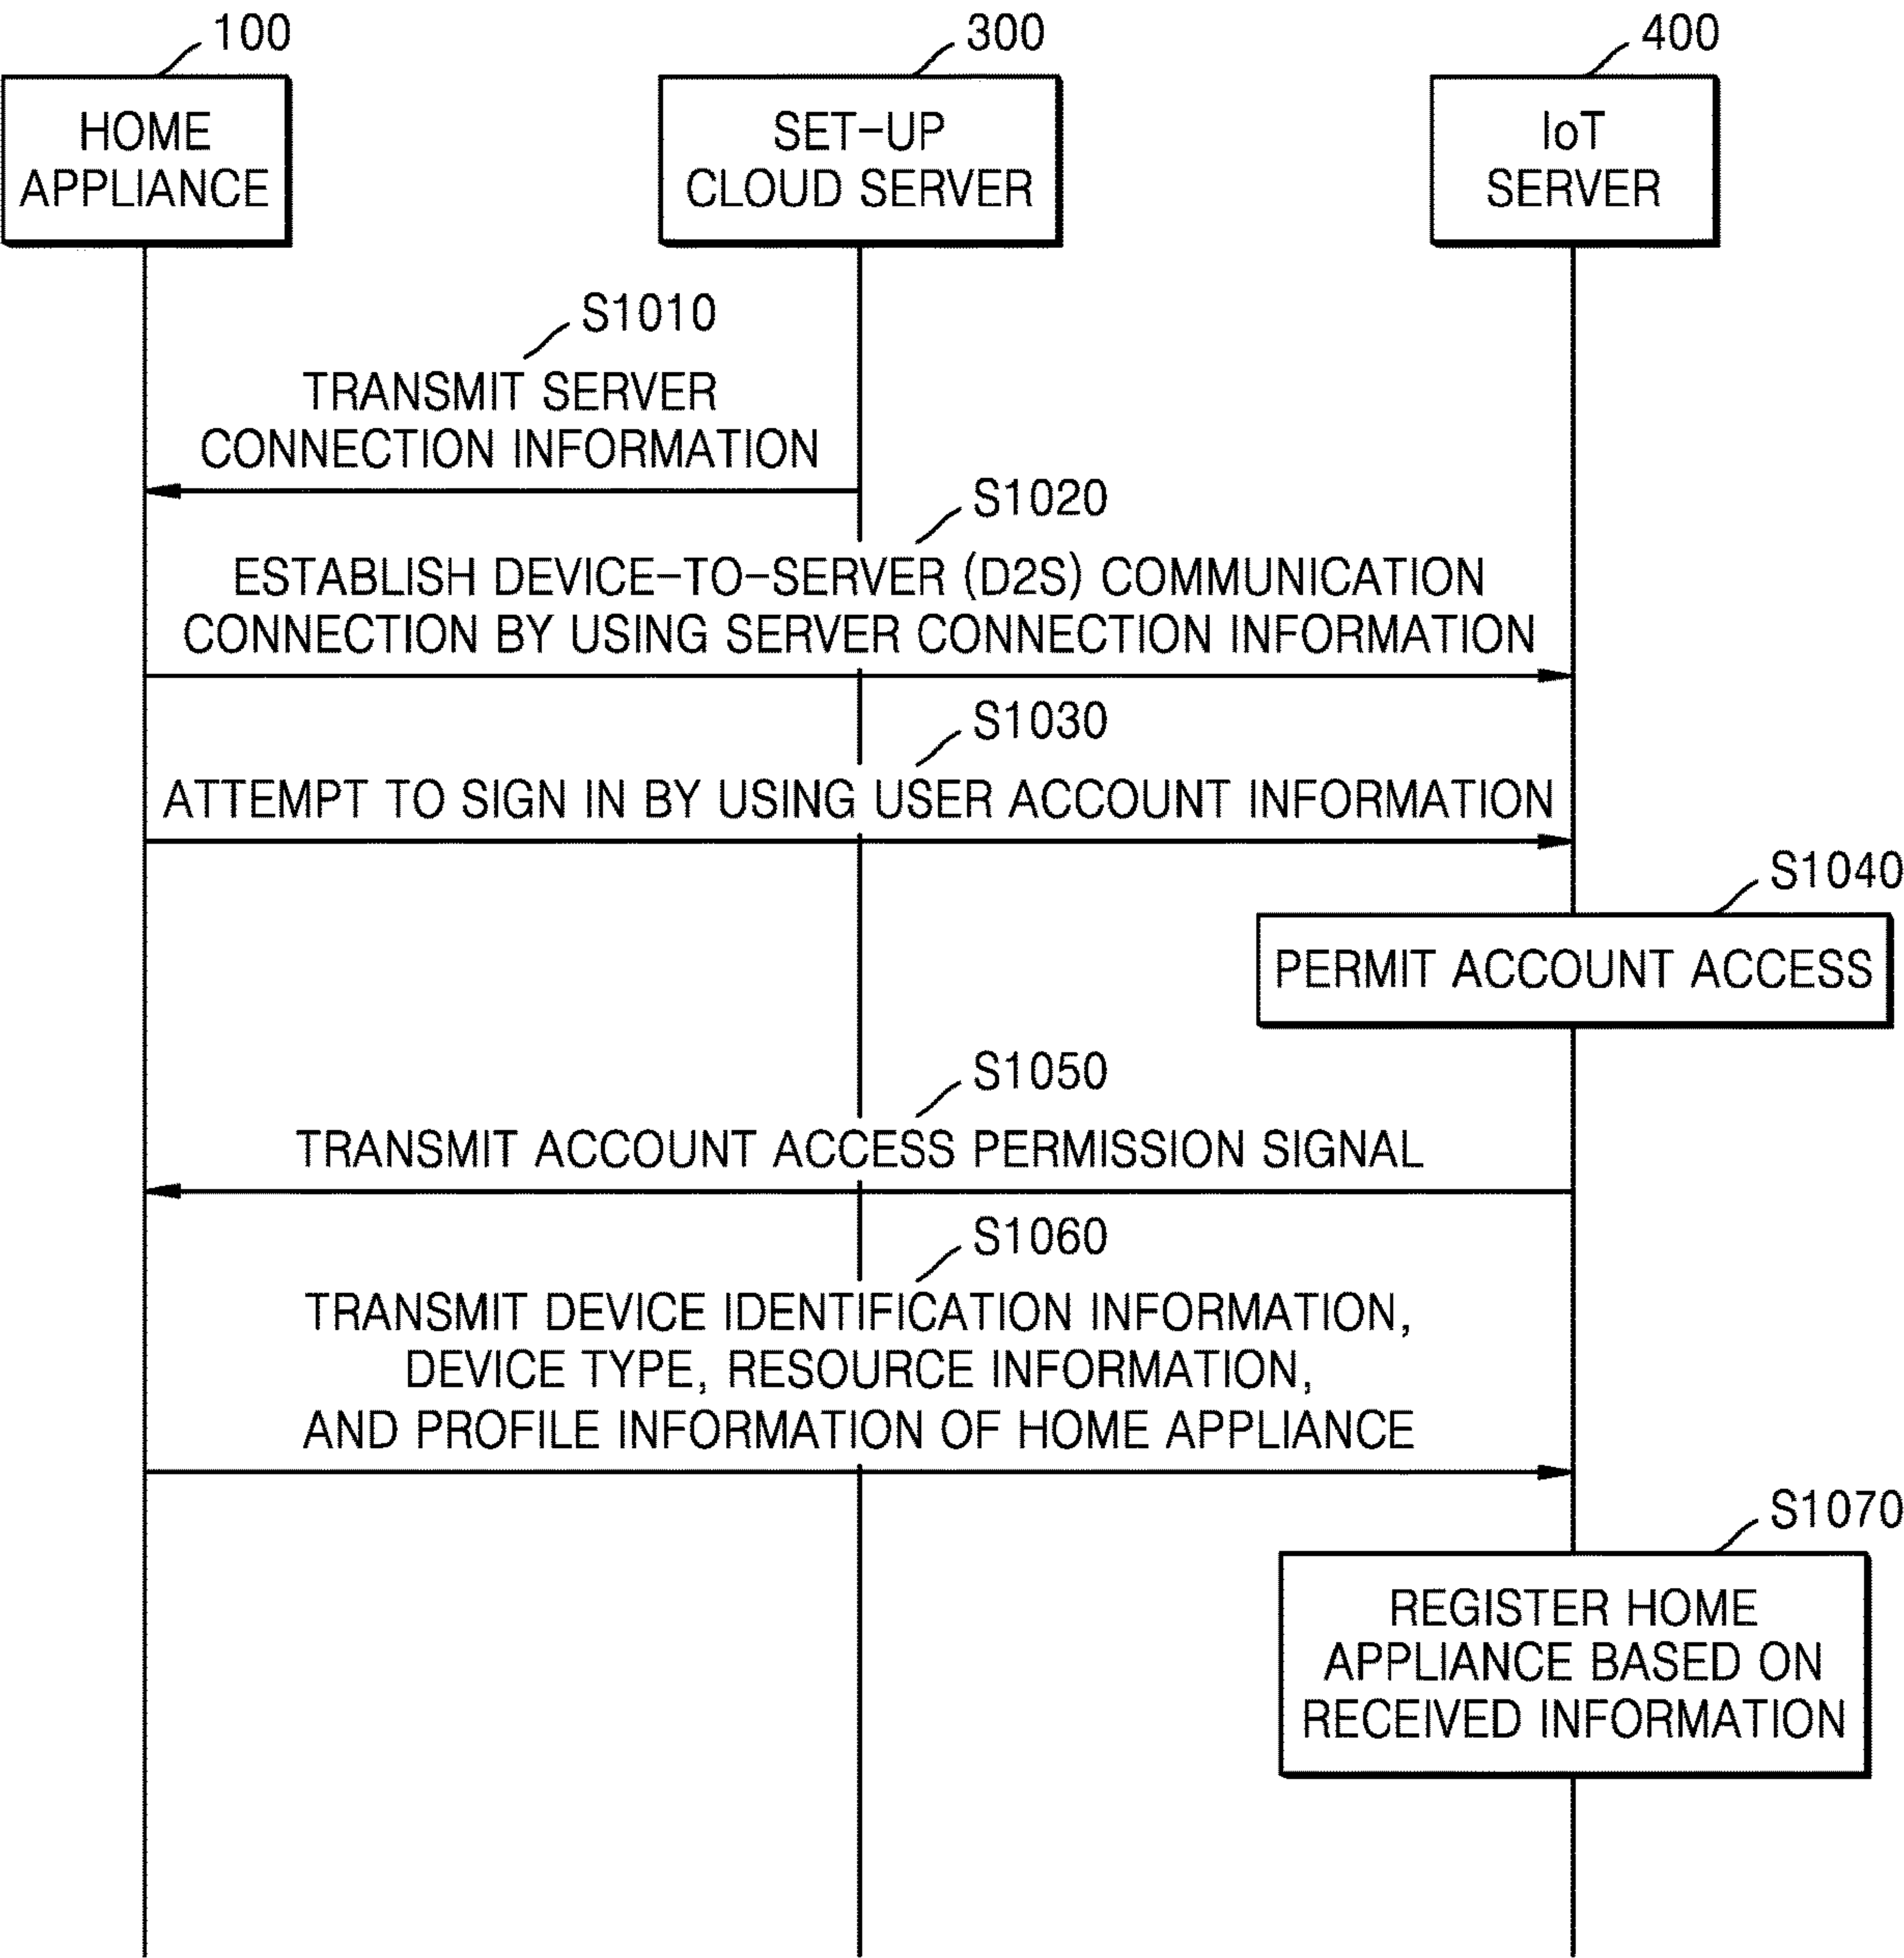 100
300
400
HOME
APPLIANCE
SET-UP
CLOUD SERVER
IoT
SERVER
S1010
TRANSMIT SERVER
CONNECTION INFORMATION
S1020
ESTABLISH DEVICE-TO-SERVER (D2S) COMMUNICATION
CONNECTION BY USING SERVER CONNECTION INFORMATION
S1030
ATTEMPT TO SIGN IN BY USING USER ACCOUNT INFORMATION
S1040
PERMIT ACCOUNT ACCESS
S1050
TRANSMIT ACCOUNT ACCESS PERMISSION SIGNAL
S1060
TRANSMIT DEVICE IDENTIFICATION INFORMATION,
DEVICE TYPE, RESOURCE INFORMATION,
AND PROFILE INFORMATION OF HOME APPLIANCE
S1070
REGISTER HOME
APPLIANCE BASED ON
RECEIVED INFORMATION